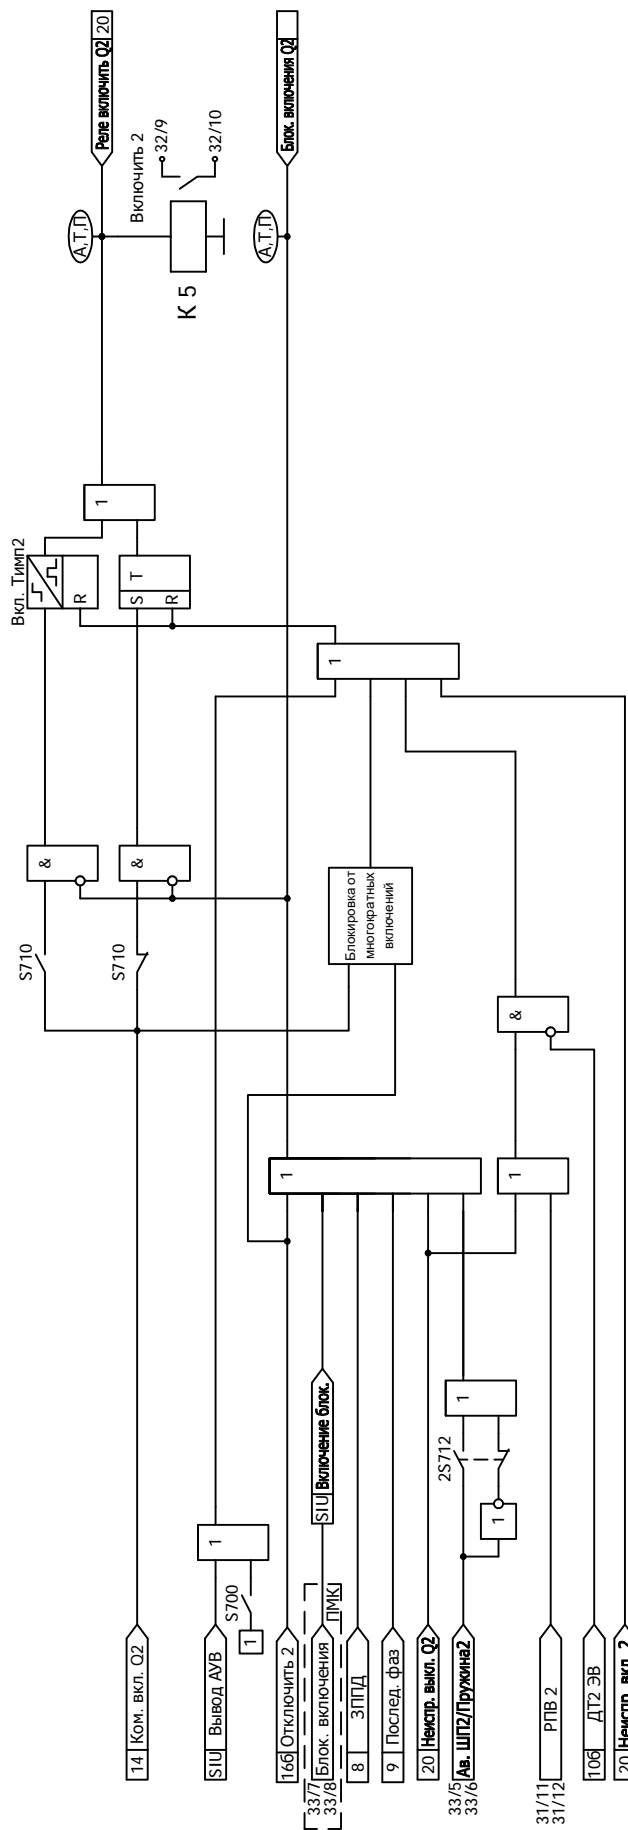 Реле включить Q2 20
Блок. включения Q2
А,Т,П
Включить 2
32/9
32/10
К 5
А,Т,П
1
Вкл. Тимп2
R
S T
R
1
&
&
S710
S710
Блокировка от
многократных
включений
&
1
1
1
2S712
1
SIU Включение блок.
1
S700
1
14 Ком. вкл. Q2
SIU Вывод АУВ
16б Отключить 2
33/7
33/8
Блок. включения
ПМК
8 ЗППД
9 Послед. фаз
20 Неиспр. выкл. Q2
33/5
33/6
Ав. ШП2/Пружина2
31/11
31/12
РПВ 2
10б ДТ2 ЭВ
20 Неиспр. вкл. 2